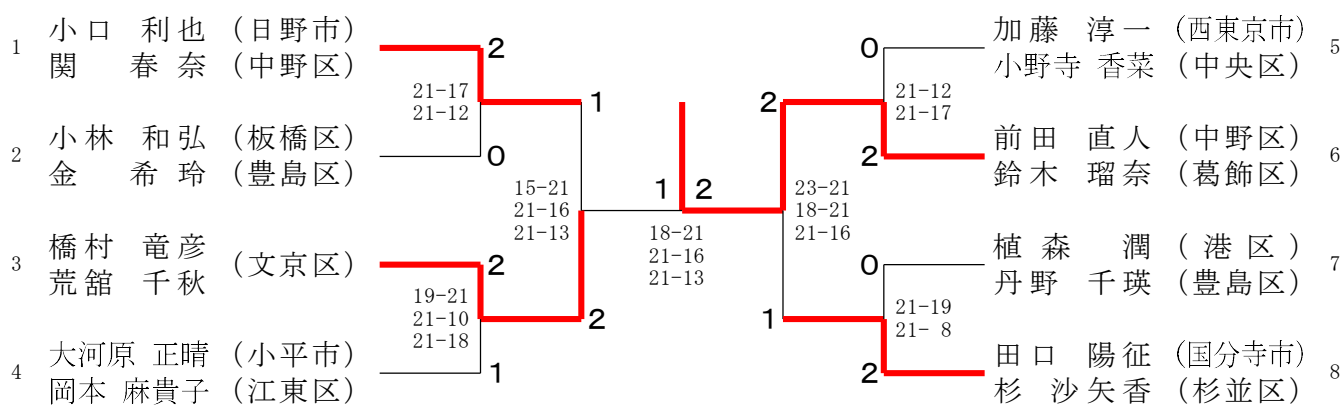 1 小口 利也 (日野市)
関 春奈 (中野区)
2
21-17
21-12
1
2 小林 和弘 (板橋区)
金 希玲 (豊島区)
0
15-21
21-16
21-13
3 橋村 竜彦
荒舘 千秋 (文京区)
2
19-21
21-10
21-18
2
4 大河原 正晴 (小平市)
岡本 麻貴子 (江東区)
1
1 2
18-21
21-16
21-13
0
加藤 淳一 (西東京市) 5
小野寺 香菜 (中央区)
2
21-12
21-17
2
前田 直人 (中野区) 6
鈴木 瑠奈 (葛飾区)
23-21
18-21
21-16
0
植森 潤 (港区) 7
丹野 千瑛 (豊島区)
1
21-19
21- 8
2
田口 陽征 (国分寺市) 8
杉 沙矢香 (杉並区)